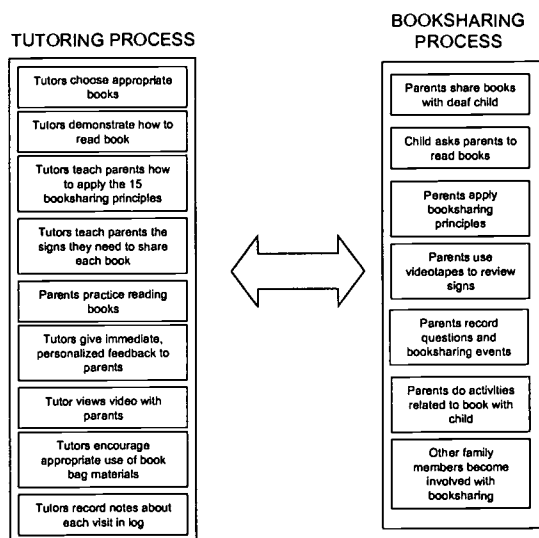 TUTORING PROCESS
Tutors choose appropriate
books
Tutors demonstrate how to
read book
Tutors teach parents how
to apply the 15
booksharing principles
Tutors teach parents the
signs they need to share
each book
Parents practice reading
books
Tutors give immediate,
personalized feedback to
parents
Tutor views video with
parents
Tutors encourage
appropriate use of book
bag materials
Tutors record notes about
each visit in log
BOOKSHARING
PROCESS
Parents share books
with deaf child
Child asks parents to
read books
Parents apply
booksharing
principles
Parents use
videotapes to review
signs
Parents record
questions and
booksharing events
Parents do activities
related to book with
child
Other family
members become
involved with
booksharing